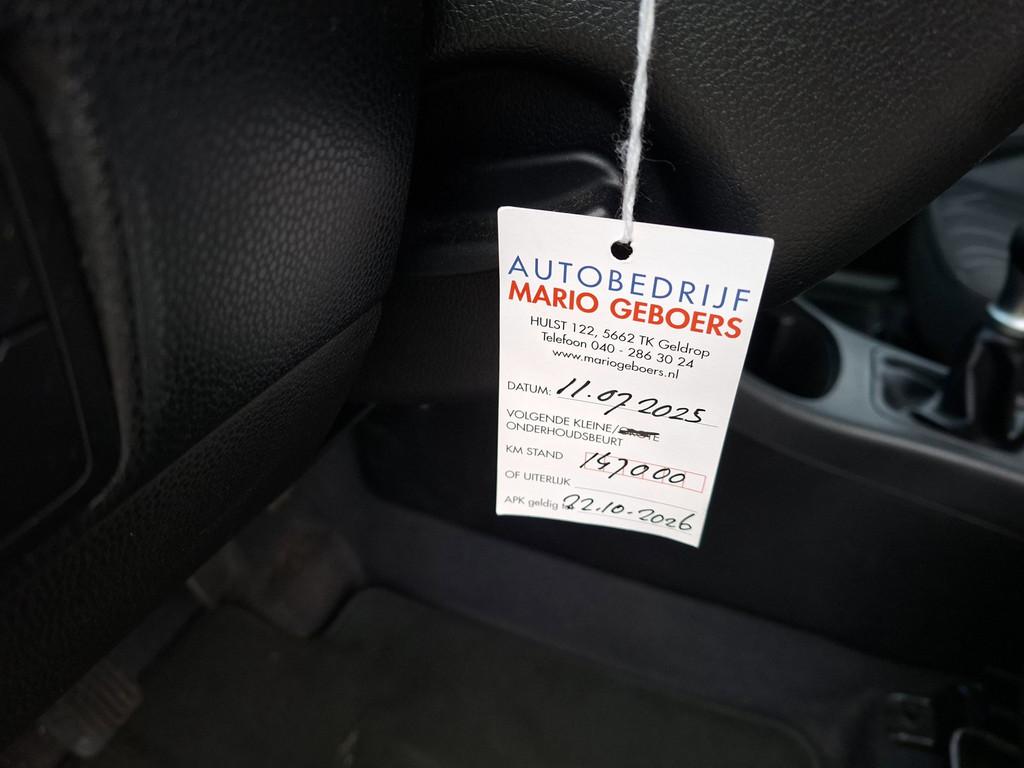 AUTOBEDRIJF
MARIO GEBOERS
HULST 122, 5662 TK Geldrop
Telefoon 040 - 286 30 24
www.mariogeboers.nl
DATUM: 11.07 2025
VOLGENDE KLEINE/GROTE
ONDERHOUDSBEURT
KM STAND 147000
OF UITERLIJK
APK geldig tot 22.10-2026